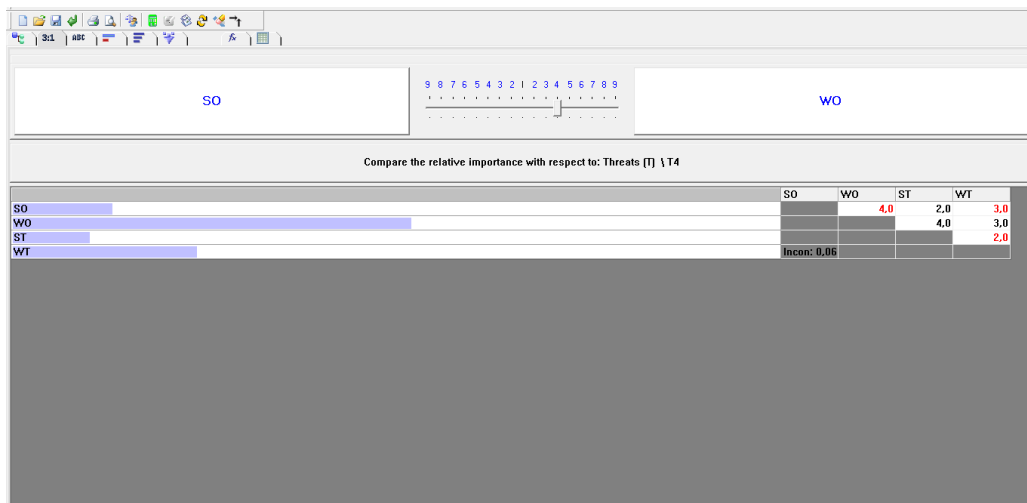 3:1 ABC fx
SO
9 8 7 6 5 4 3 2 1 2 3 4 5 6 7 8 9
WO
Compare the relative importance with respect to: Threats (T) \ T4
SO WO ST WT
SO 4,0 2,0 3,0
WO 4,0 3,0
ST 2,0
WT Incon: 0,06